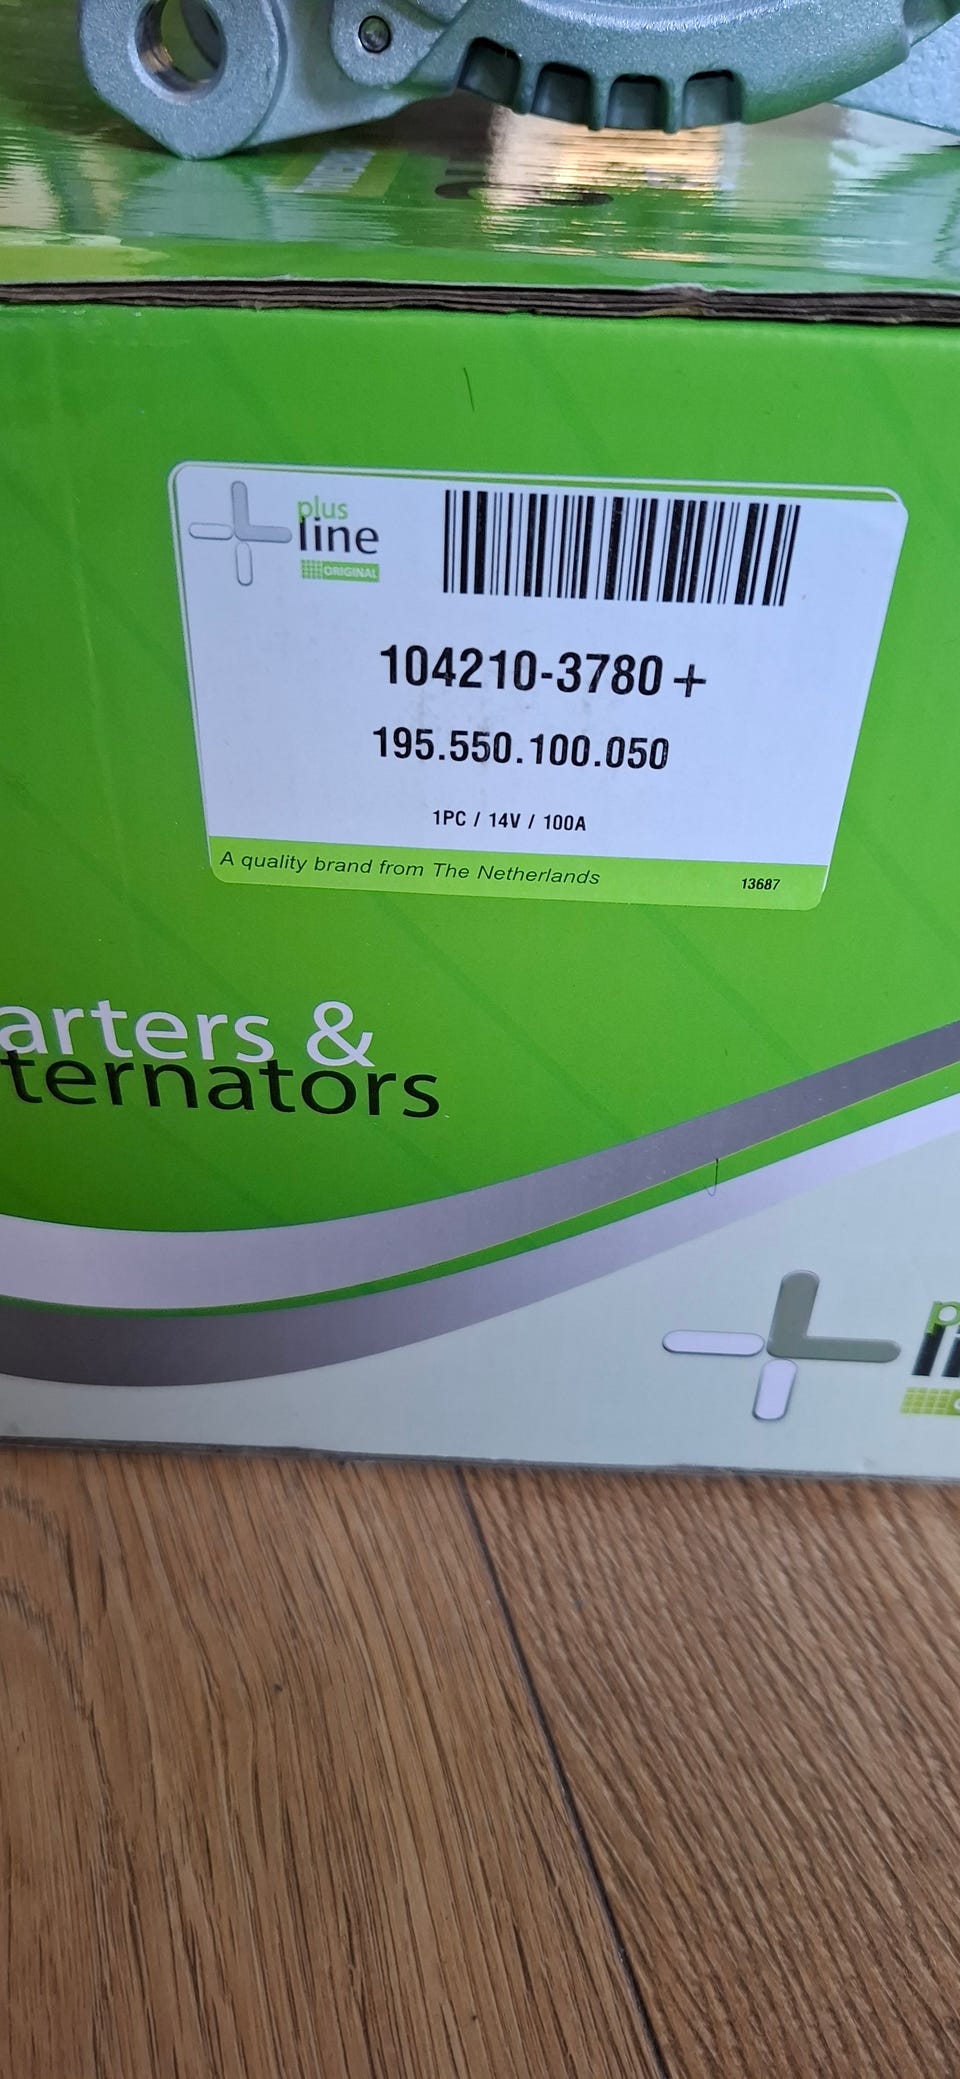 plus
line
ORIGINAL
104210-3780+
195.550.100.050
1PC / 14V / 100A
A quality brand from The Netherlands
13687
arters &
ternators
p
li